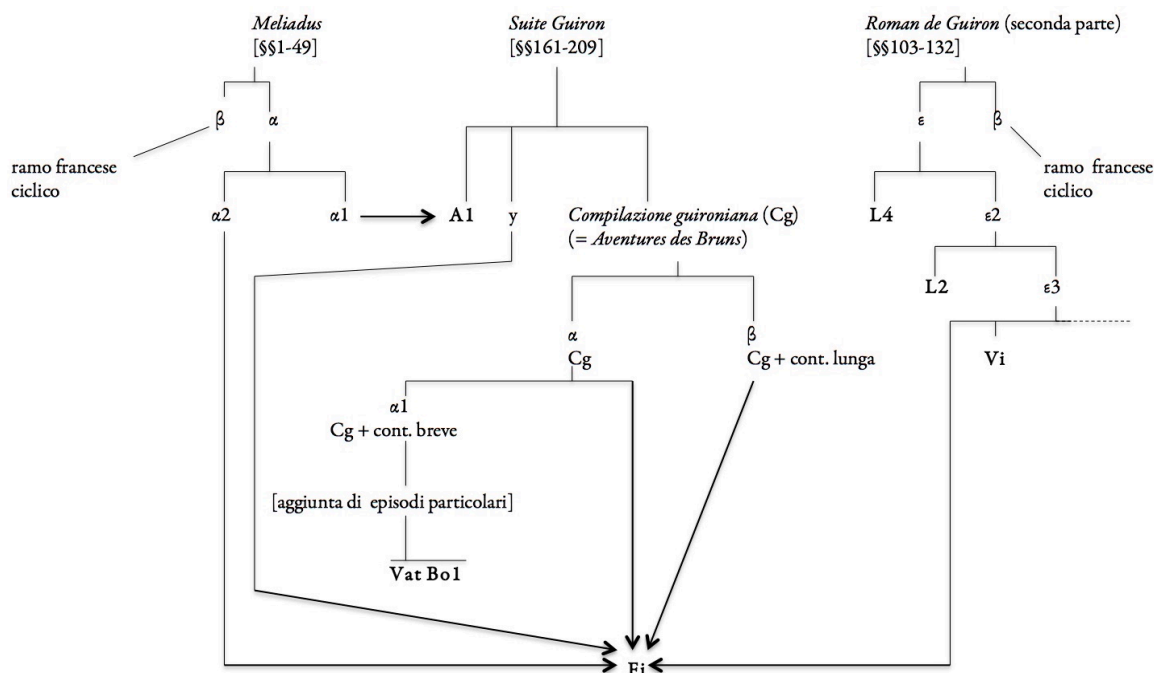 Meliadus
[§§1-49]
Suite Guiron
[§§161-209]
Roman de Guiron (seconda parte)
[§§103-132]
β
α
ε
β
ramo francese
ciclico
ramo francese
ciclico
α2
α1
A1
y
Compilazione guironiana (Cg)
(= Aventures des Bruns)
L4
ε2
L2
ε3
α
Cg
β
Cg + cont. lunga
Vi
α1
Cg + cont. breve
[aggiunta di episodi particolari]
Vat Bo1